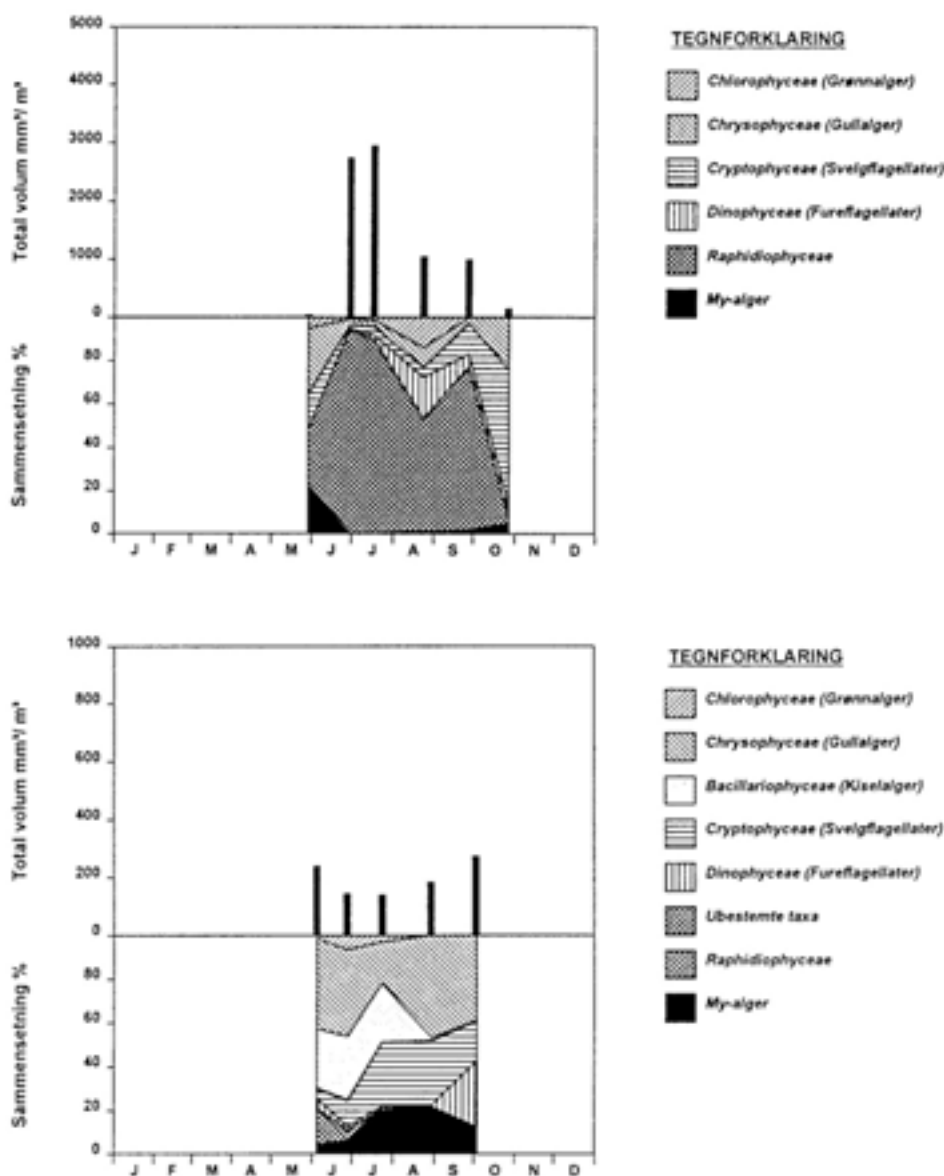 Total volum mm³/ m³
5000
4000
3000
2000
1000
0
Sammensetning %
80
60
40
20
0
J F M A M J J A S O N D
TEGNFORKLARING
Chlorophyceae (Grønnalger)
Chrysophyceae (Gullalger)
Cryptophyceae (Svelgflagellater)
Dinophyceae (Fureflagellater)
Raphidiophyceae
My-alger
Total volum mm³/ m³
1000
800
600
400
200
0
Sammensetning %
80
60
40
20
0
J F M A M J J A S O N D
TEGNFORKLARING
Chlorophyceae (Grønnalger)
Chrysophyceae (Gullalger)
Bacillariophyceae (Kiselalger)
Cryptophyceae (Svelgflagellater)
Dinophyceae (Fureflagellater)
Ubestemte taxa
Raphidiophyceae
My-alger